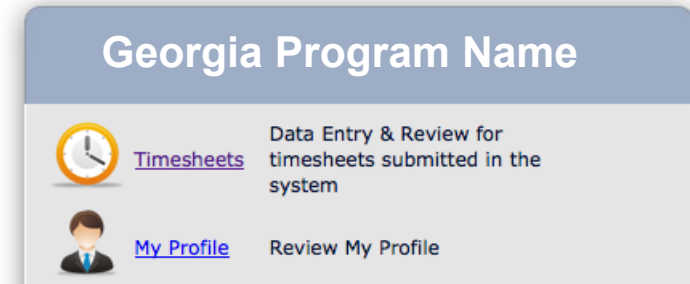 Georgia Program Name
Data Entry & Review for
Timesheets timesheets submitted in the
system
My Profile Review My Profile